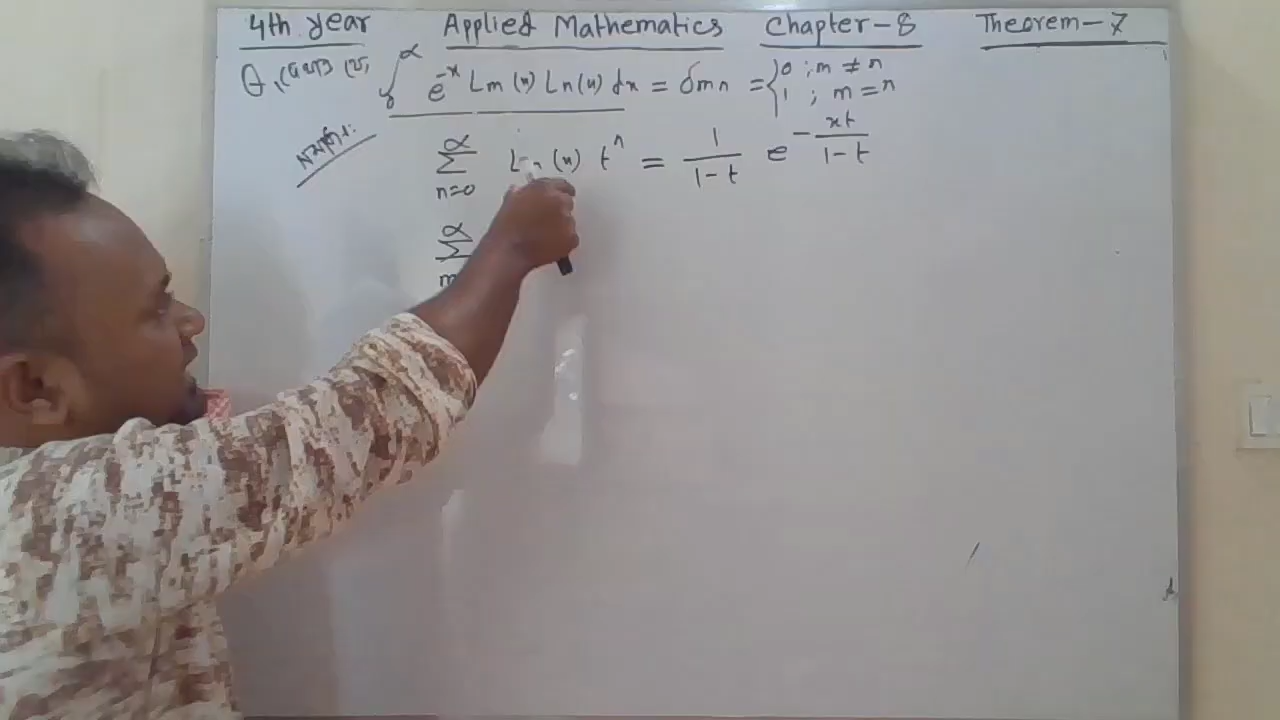 4th year Applied Mathematics Chapter-8 Theorem-7
∫₀^∝ e^-x Lm(x) Ln(x) dx = δmn = { 0 ; m ≠ n
1 ; m = n
∑ n=0 ^∝ Ln(x) t^n = 1/(1-t) e^-xt/(1-t)
∑ m ^∝